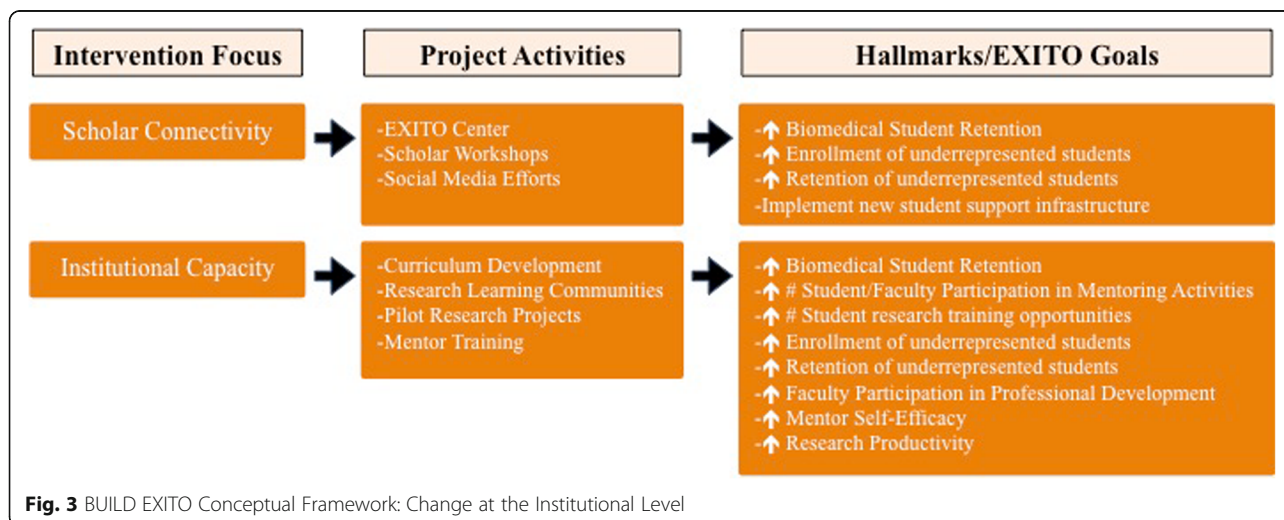 Intervention Focus
Project Activities
Hallmarks/EXITO Goals
Scholar Connectivity
-EXITO Center
-Scholar Workshops
-Social Media Efforts
-↑ Biomedical Student Retention
-↑ Enrollment of underrepresented students
-↑ Retention of underrepresented students
-Implement new student support infrastructure
Institutional Capacity
-Curriculum Development
-Research Learning Communities
-Pilot Research Projects
-Mentor Training
-↑ Biomedical Student Retention
-↑ # Student/Faculty Participation in Mentoring Activities
-↑ # Student research training opportunities
-↑ Enrollment of underrepresented students
-↑ Retention of underrepresented students
-↑ Faculty Participation in Professional Development
-↑ Mentor Self-Efficacy
-↑ Research Productivity
Fig. 3 BUILD EXITO Conceptual Framework: Change at the Institutional Level